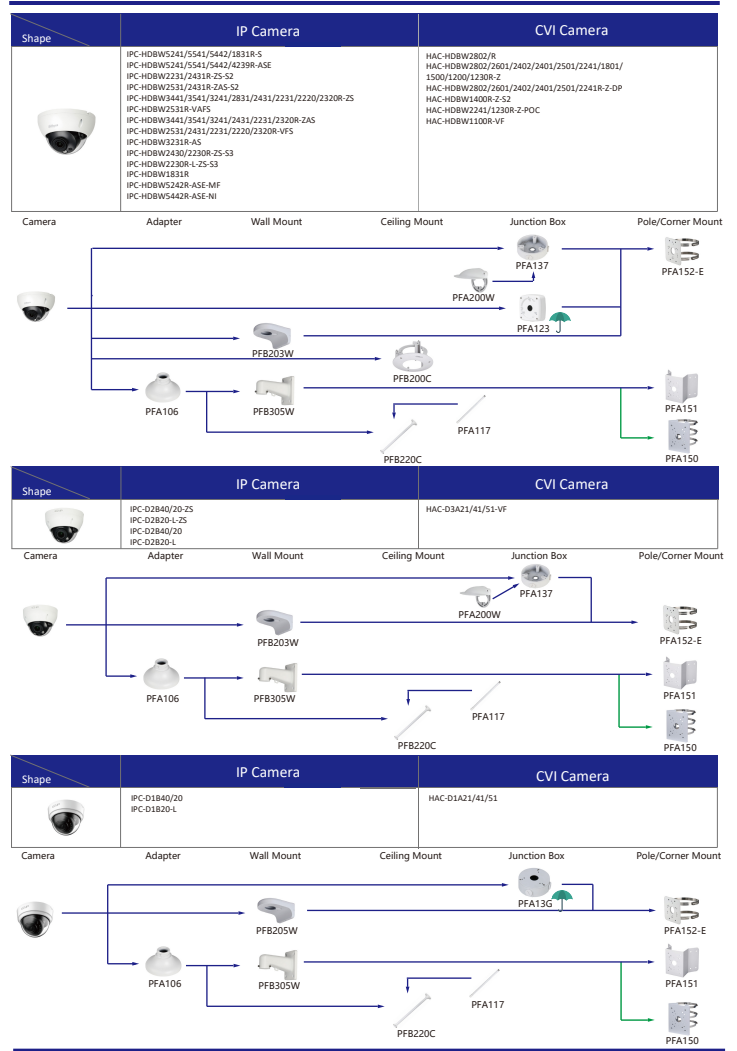 Shape
IP Camera
CVI Camera
IPC-HDBW5241/5541/5442/1831R-S
IPC-HDBW5241/5541/5442/4239R-ASE
IPC-HDBW2231/2431R-ZS-S2
IPC-HDBW2531/2431R-ZAS-S2
IPC-HDBW3441/3541/3241/2831/2431/2231/2220/2320R-ZS
IPC-HDBW2531R-VAFS
IPC-HDBW3441/3541/3241/2431/2231/2320R-ZAS
IPC-HDBW2531/2431/2231/2220/2320R-VFS
IPC-HDBW3231R-AS
IPC-HDBW2430/2230R-ZS-S3
IPC-HDBW2230R-L-ZS-S3
IPC-HDBW1831R
IPC-HDBW5242R-ASE-MF
IPC-HDBW5442R-ASE-NI
HAC-HDBW2802/R
HAC-HDBW2802/2601/2402/2401/2501/2241/1801/
1500/1200/1230R-Z
HAC-HDBW2802/2601/2402/2401/2501/2241R-Z-DP
HAC-HDBW1400R-Z-S2
HAC-HDBW2241/1230R-Z-POC
HAC-HDBW1100R-VF
Camera
Adapter
Wall Mount
Ceiling Mount
Junction Box
Pole/Corner Mount
PFA137
PFA152-E
PFA200W
PFA123
PFB203W
PFB200C
PFA106
PFB305W
PFA151
PFA117
PFB220C
PFA150
Shape
IP Camera
CVI Camera
IPC-D2B40/20-ZS
IPC-D2B20-L-ZS
IPC-D2B40/20
IPC-D2B20-L
HAC-D3A21/41/51-VF
Camera
Adapter
Wall Mount
Ceiling Mount
Junction Box
Pole/Corner Mount
PFA137
PFA200W
PFB203W
PFA152-E
PFA106
PFB305W
PFA151
PFA117
PFB220C
PFA150
Shape
IP Camera
CVI Camera
IPC-D1B40/20
IPC-D1B20-L
HAC-D1A21/41/51
Camera
Adapter
Wall Mount
Ceiling Mount
Junction Box
Pole/Corner Mount
PFA13G
PFB205W
PFA152-E
PFA106
PFB305W
PFA151
PFA117
PFB220C
PFA150